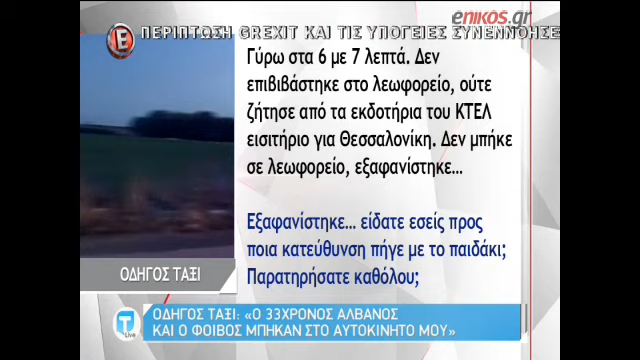 enikos.gr
E
ΠΕΡΙΠΤΩΣΗ GREXIT ΚΑΙ ΤΙΣ ΥΠΟΓΕΙΕΣ ΣΥΝΕΝΝΟΗΣΕ
Γύρω στα 6 με 7 λεπτά. Δεν
επιβιβάστηκε στο λεωφορείο, ούτε
ζήτησε από τα εκδοτήρια του ΚΤΕΛ
εισιτήριο για Θεσσαλονίκη. Δεν μπήκε
σε λεωφορείο, εξαφανίστηκε...
Εξαφανίστηκε... είδατε εσείς προς
ποια κατεύθυνση πήγε με το παιδάκι;
Παρατηρήσατε καθόλου;
ΟΔΗΓΟΣ ΤΑΞΙ
T Live
ΟΔΗΓΟΣ ΤΑΞΙ: «Ο 33ΧΡΟΝΟΣ ΑΛΒΑΝΟΣ
ΚΑΙ Ο ΦΟΙΒΟΣ ΜΠΗΚΑΝ ΣΤΟ ΑΥΤΟΚΙΝΗΤΟ ΜΟΥ»